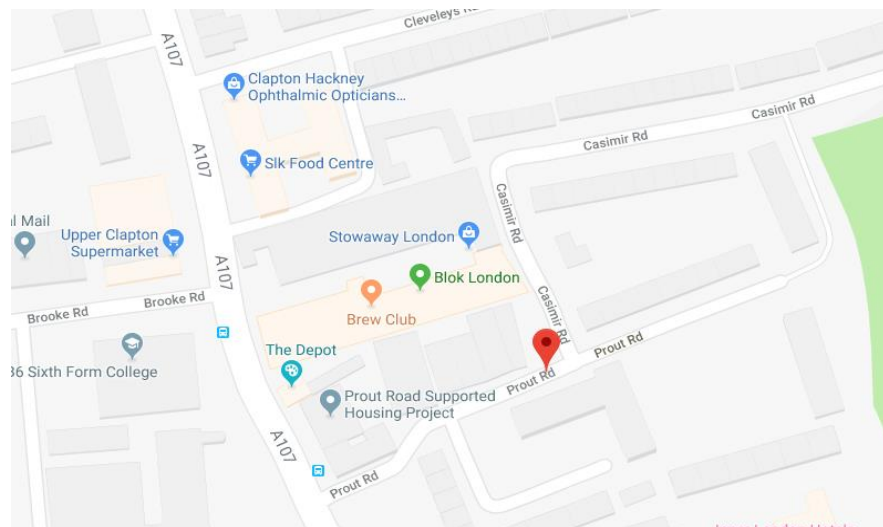 Cleveleys Rd
A107
Clapton Hackney
Ophthalmic Opticians...
Casimir Rd
Casimir Rd
A107
Slk Food Centre
Casimir Rd
al Mail
Upper Clapton
Supermarket
Stowaway London
A107
Blok London
Brooke Rd
Brooke Rd
Brew Club
Casimir Rd
The Depot
Prout Rd
36 Sixth Form College
Prout Rd
Prout Road Supported
Housing Project
A107
Prout Rd